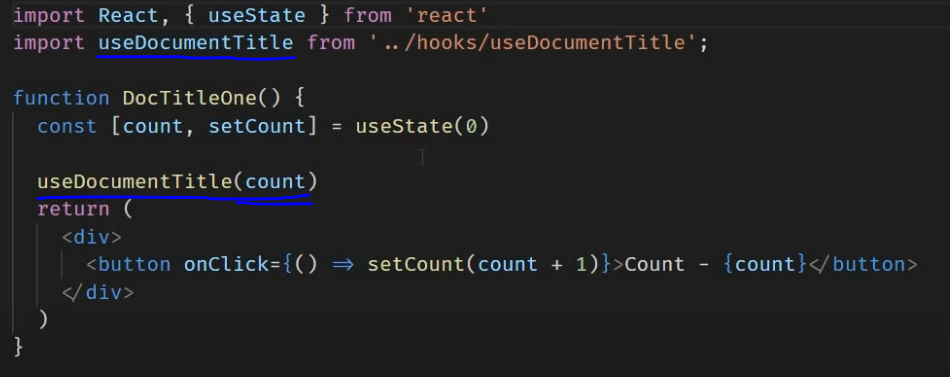 import React, { useState } from 'react'
import useDocumentTitle from '../hooks/useDocumentTitle';
function DocTitleOne() {
const [count, setCount] = useState(0)
useDocumentTitle(count)
return (
<div>
<button onClick={() => setCount(count + 1)}>Count - {count}</button>
</div>
)
}